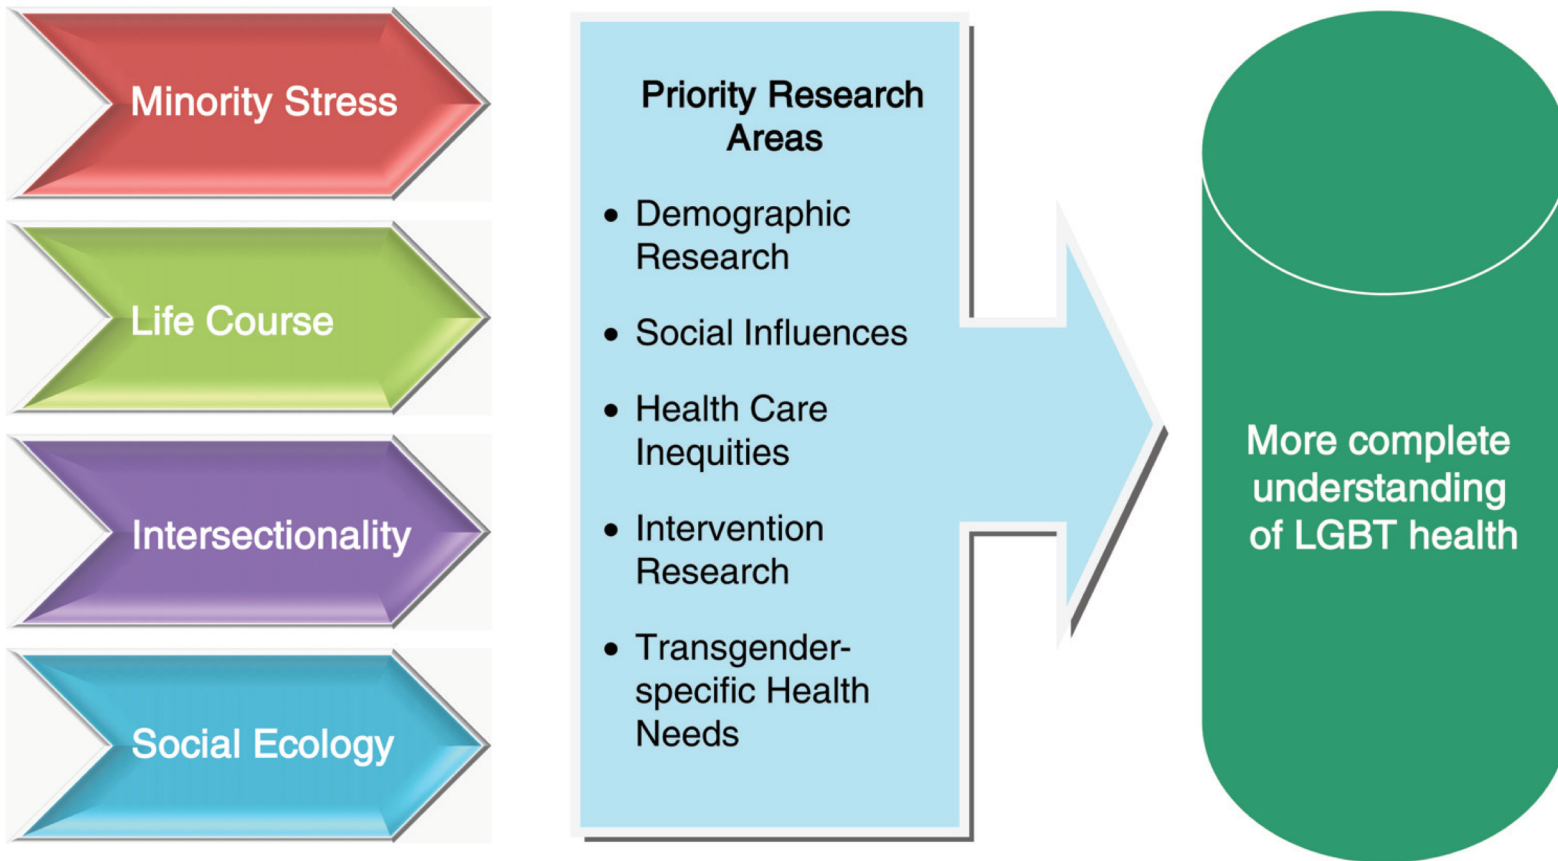 Minority Stress
Life Course
Intersectionality
Social Ecology
Priority Research
Areas
• Demographic
Research
• Social Influences
• Health Care
Inequities
• Intervention
Research
• Transgender-
specific Health
Needs
More complete
understanding
of LGBT health